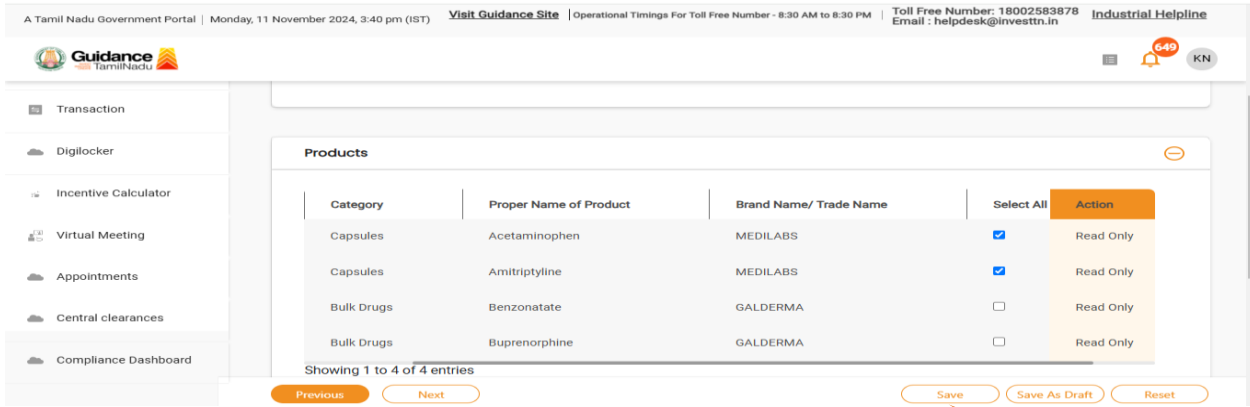 A Tamil Nadu Government Portal | Monday, 11 November 2024, 3:40 pm (IST) Visit Guidance Site | Operational Timings For Toll Free Number - 8:30 AM to 8:30 PM | Toll Free Number: 18002583878 Industrial Helpline
Email : helpdesk@investtn.in
Guidance
TamilNadu
649
KN
Transaction
Digilocker
Incentive Calculator
Virtual Meeting
Appointments
Central clearances
Compliance Dashboard
Products
Category Proper Name of Product Brand Name/ Trade Name Select All Action
Capsules Acetaminophen MEDILABS Read Only
Capsules Amitriptyline MEDILABS Read Only
Bulk Drugs Benzonatate GALDERMA Read Only
Bulk Drugs Buprenorphine GALDERMA Read Only
Showing 1 to 4 of 4 entries
Previous Next Save Save As Draft Reset